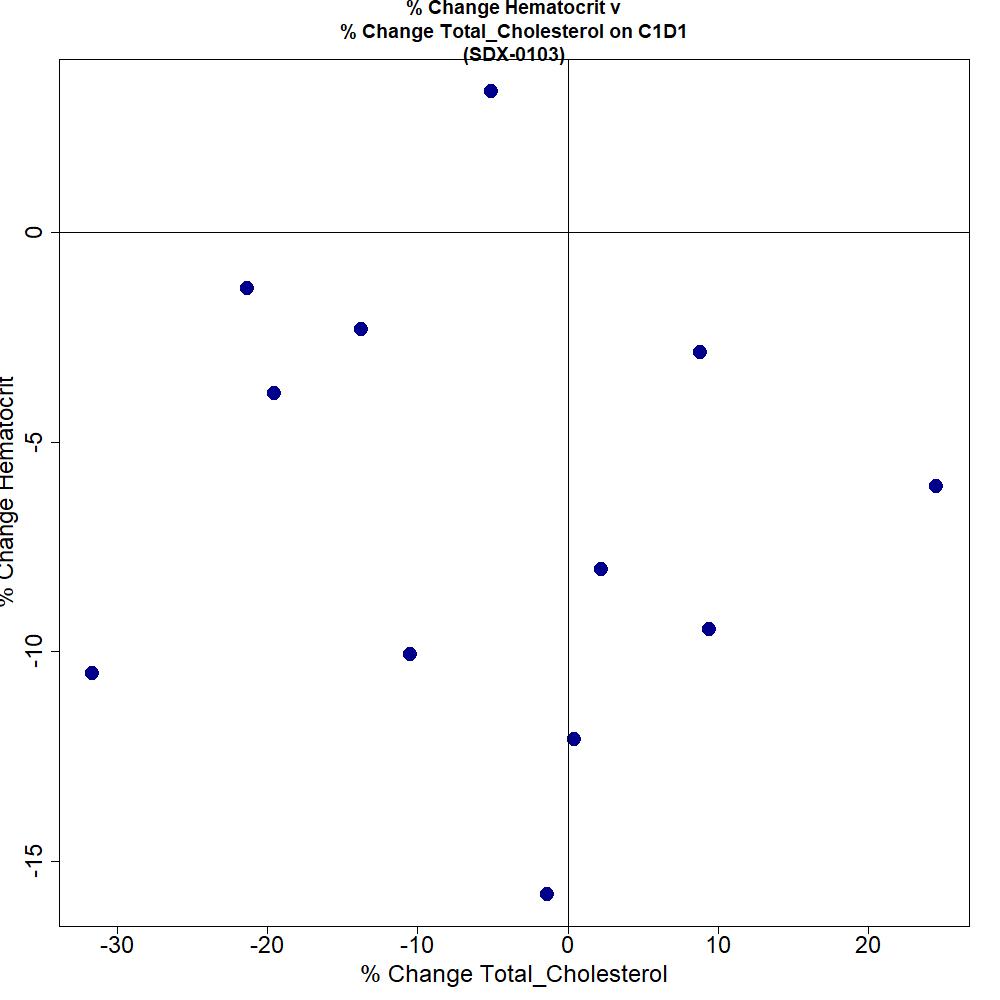 % Change Hematocrit v
% Change Total_Cholesterol on C1D1
(SDX-0103)
% Change Hematocrit
0
-5
-10
-15
-30
-20
-10
0
10
20
% Change Total_Cholesterol